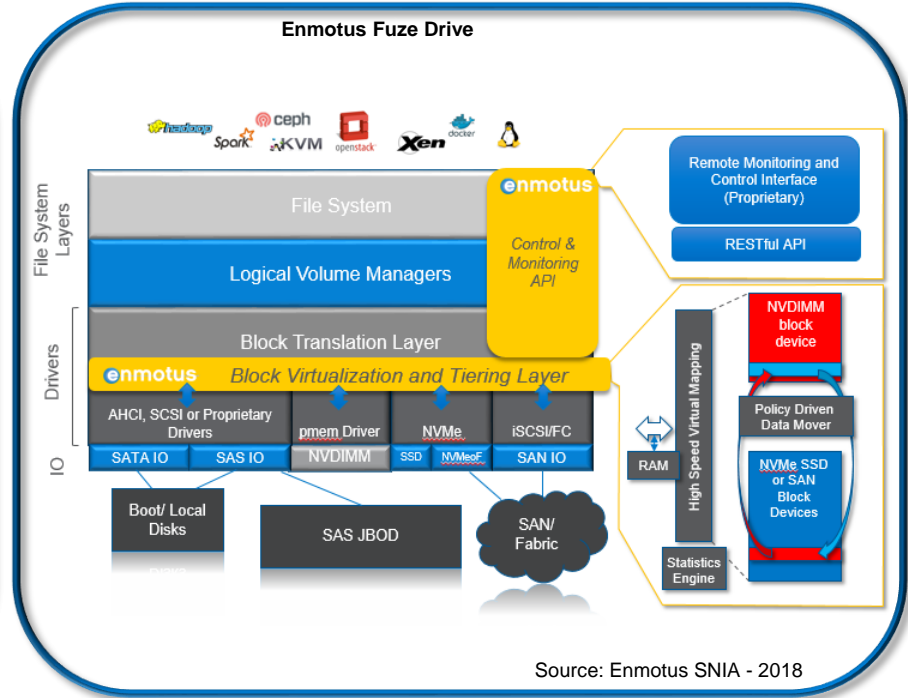 Enmotus Fuze Drive
hadoop
Spark
ceph
KVM
openstack
Xen
docker
File System Layers
Drivers
IO
File System
Logical Volume Managers
Block Translation Layer
enmotus
Control &
Monitoring
API
enmotus Block Virtualization and Tiering Layer
AHCI, SCSI or Proprietary
Drivers
pmem Driver
NVMe
iSCSI/FC
SATA IO
SAS IO
NVDIMM
SSD
NVMeoF
SAN IO
Boot/ Local
Disks
SAS JBOD
SAN/
Fabric
Remote Monitoring and
Control Interface
(Proprietary)
RESTful API
RAM
High Speed Virtual Mapping
Statistics
Engine
NVDIMM
block
device
Policy Driven
Data Mover
NVMe SSD
or SAN
Block
Devices
Source: Enmotus SNIA - 2018